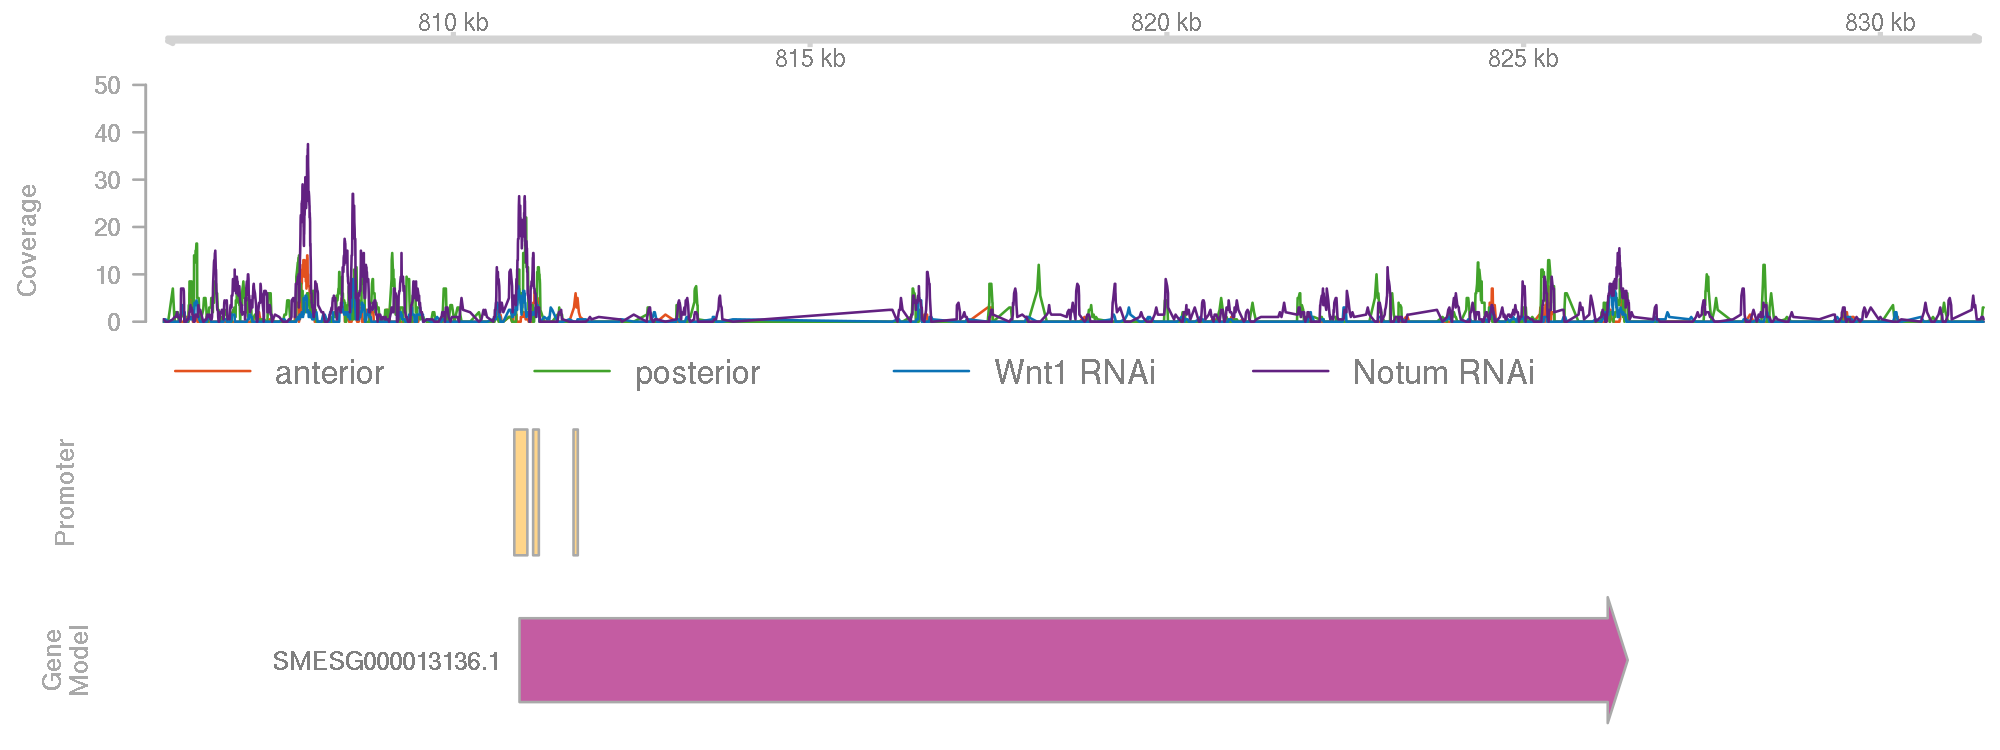 810 kb
820 kb
830 kb
815 kb
825 kb
50
40
30
20
10
0
Coverage
anterior
posterior
Wnt1 RNAi
Notum RNAi
Promoter
Gene
Model
SMESG000013136.1